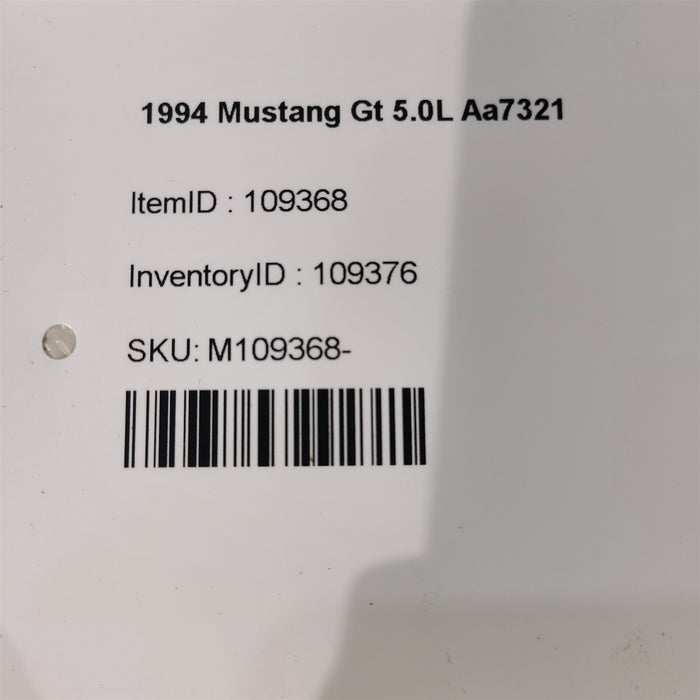 1994 Mustang Gt 5.0L Aa7321
ItemID : 109368
InventoryID : 109376
SKU: M109368-